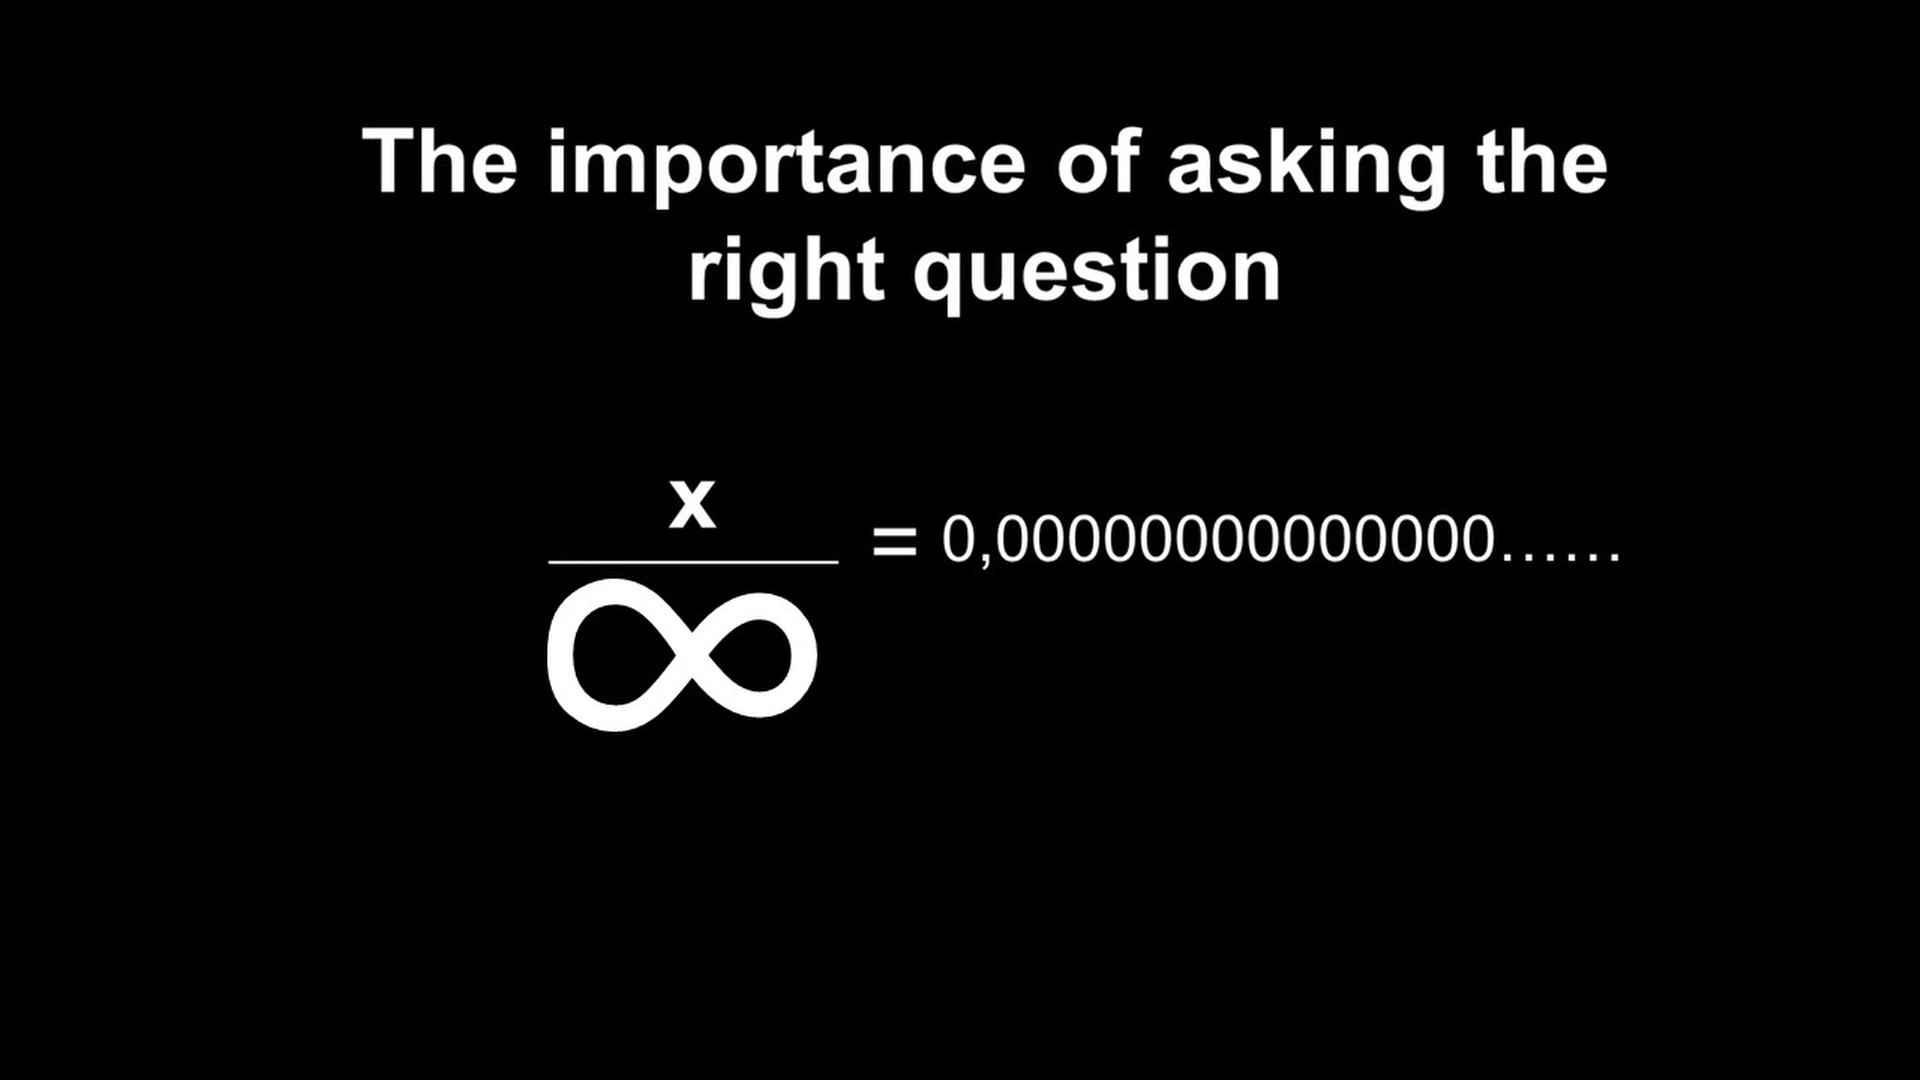 The importance of asking the
right question
x
= 0,00000000000000......
∞